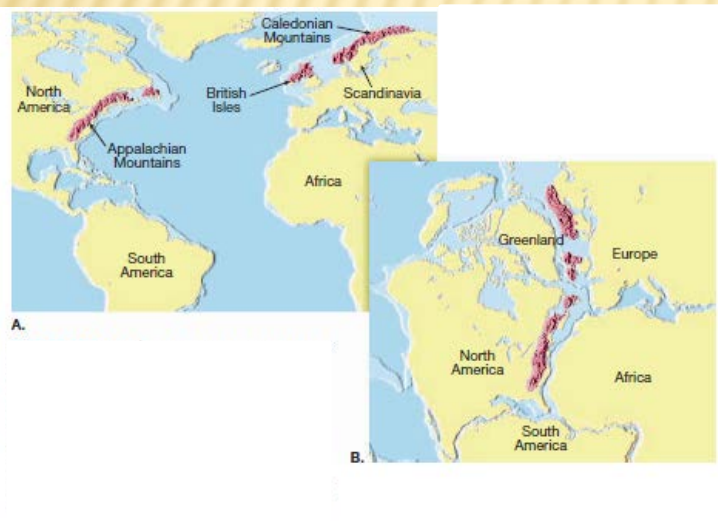 Caledonian
Mountains
North
America
British
Isles
Scandinavia
Appalachian
Mountains
Africa
South
America
A.
Greenland
Europe
North
America
Africa
South
America
B.